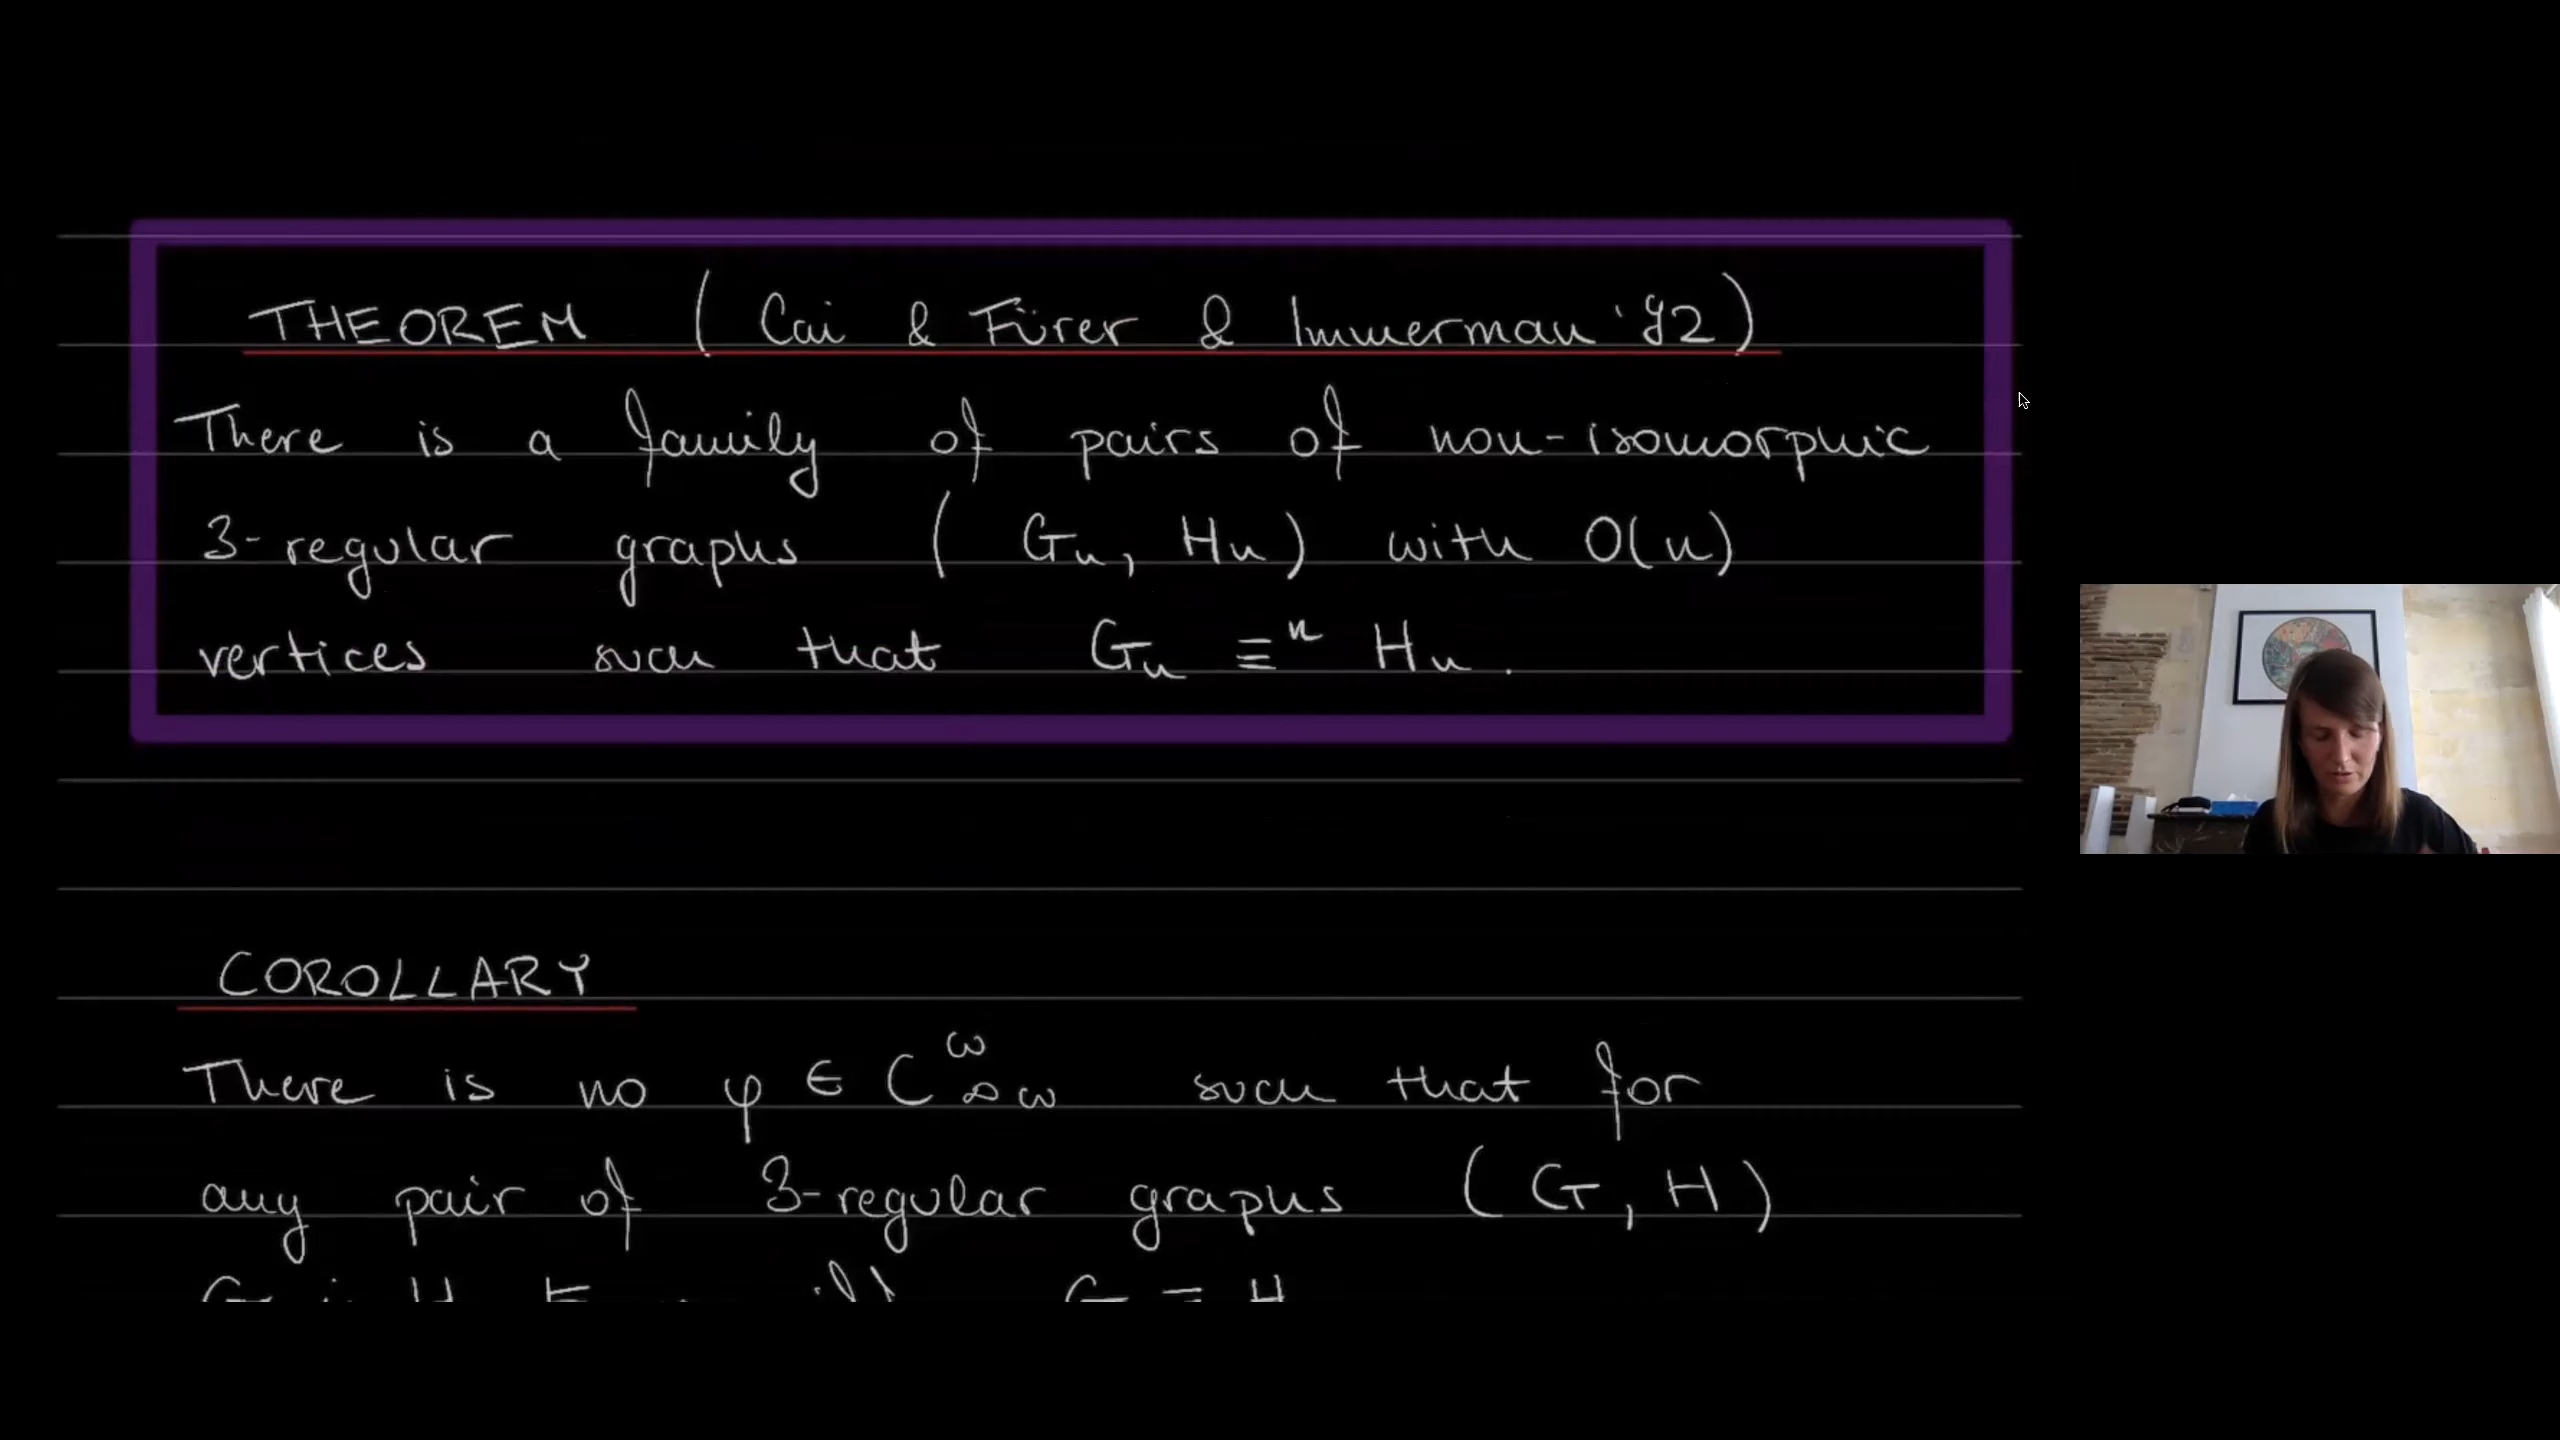 THEOREM ( Cai & Fürer & Immerman '92)
There is a family of pairs of non-isomorphic
3-regular graphs ( Gn, Hn) with O(n)
vertices such that Gn ≡ⁿ Hn .
COROLLARY
There is no φ ∈ C^ω_∞ω such that for
any pair of 3-regular graphs ( G, H )